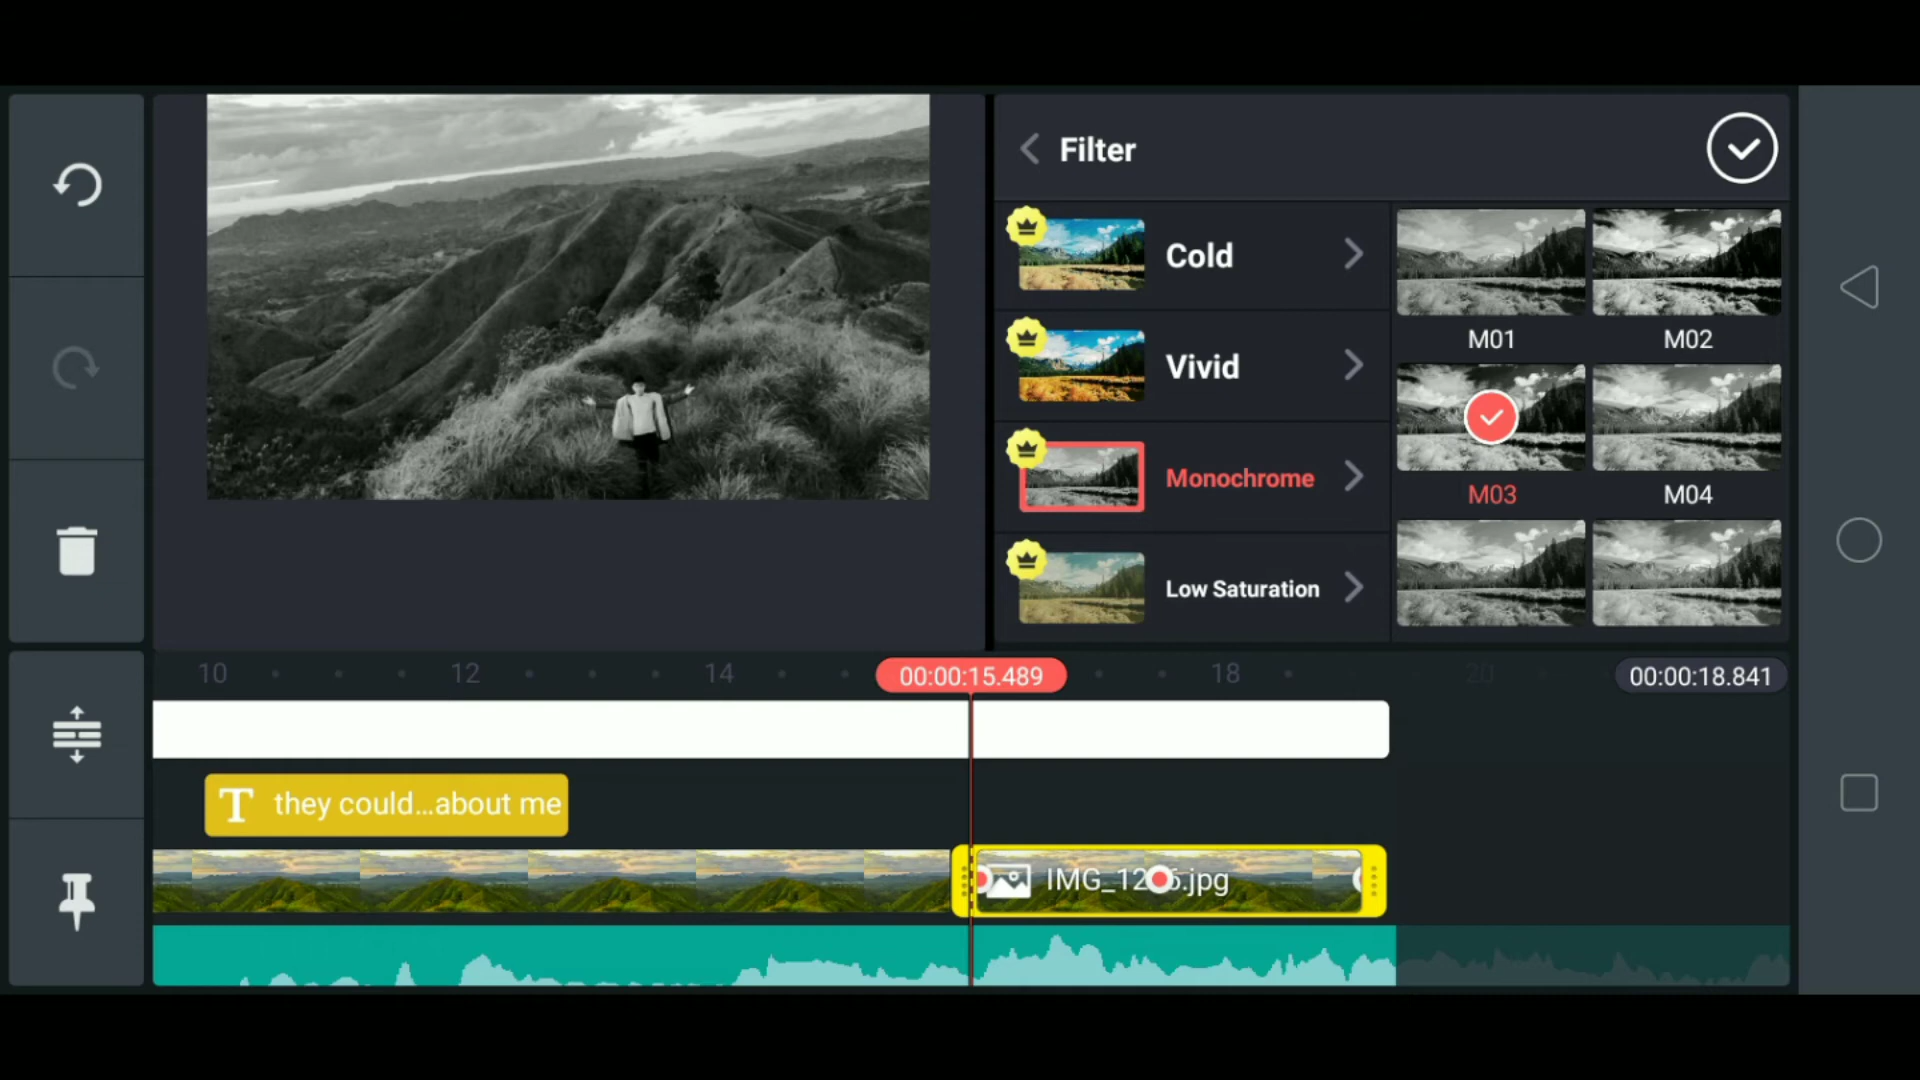 Filter
Cold
Vivid
Monochrome
Low Saturation
M01
M02
M03
M04
10
12
14
00:00:15.489
18
20
00:00:18.841
T they could...about me